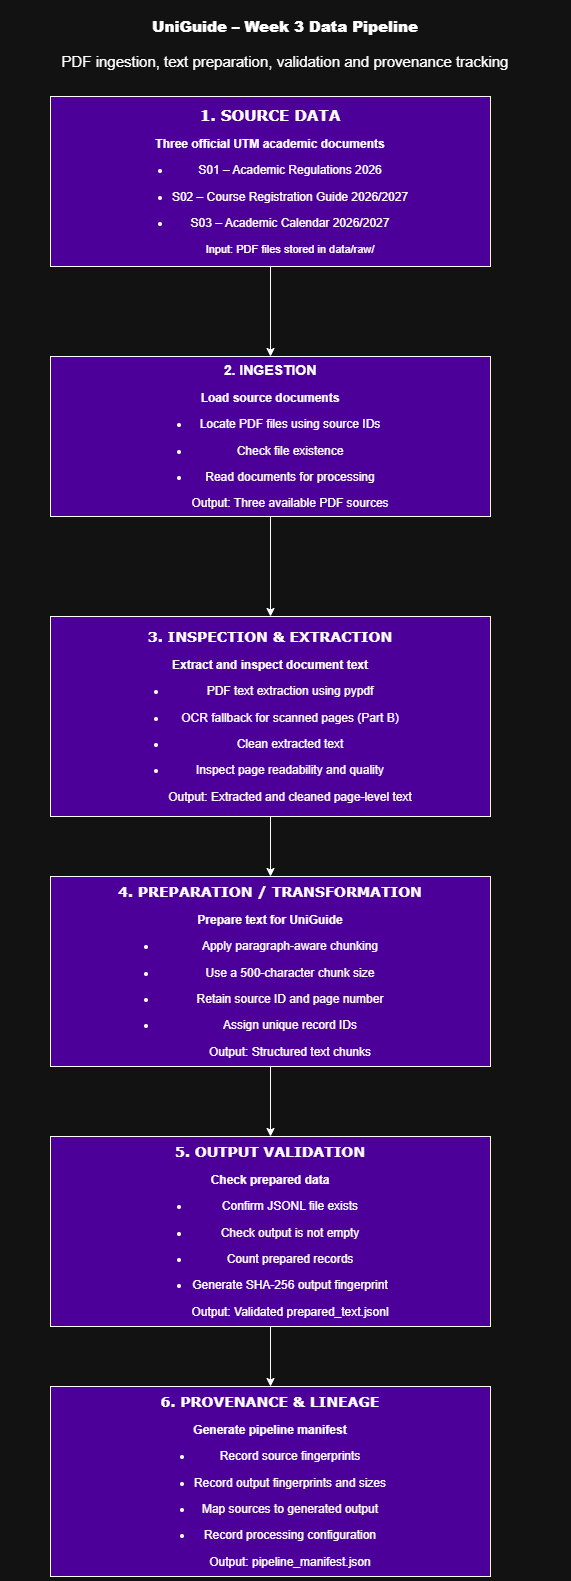 UniGuide – Week 3 Data Pipeline
PDF ingestion, text preparation, validation and provenance tracking
1. SOURCE DATA
Three official UTM academic documents
• S01 – Academic Regulations 2026
• S02 – Course Registration Guide 2026/2027
• S03 – Academic Calendar 2026/2027
Input: PDF files stored in data/raw/
2. INGESTION
Load source documents
• Locate PDF files using source IDs
• Check file existence
• Read documents for processing
Output: Three available PDF sources
3. INSPECTION & EXTRACTION
Extract and inspect document text
• PDF text extraction using pypdf
• OCR fallback for scanned pages (Part B)
• Clean extracted text
• Inspect page readability and quality
Output: Extracted and cleaned page-level text
4. PREPARATION / TRANSFORMATION
Prepare text for UniGuide
• Apply paragraph-aware chunking
• Use a 500-character chunk size
• Retain source ID and page number
• Assign unique record IDs
Output: Structured text chunks
5. OUTPUT VALIDATION
Check prepared data
• Confirm JSONL file exists
• Check output is not empty
• Count prepared records
• Generate SHA-256 output fingerprint
Output: Validated prepared_text.jsonl
6. PROVENANCE & LINEAGE
Generate pipeline manifest
• Record source fingerprints
• Record output fingerprints and sizes
• Map sources to generated output
• Record processing configuration
Output: pipeline_manifest.json